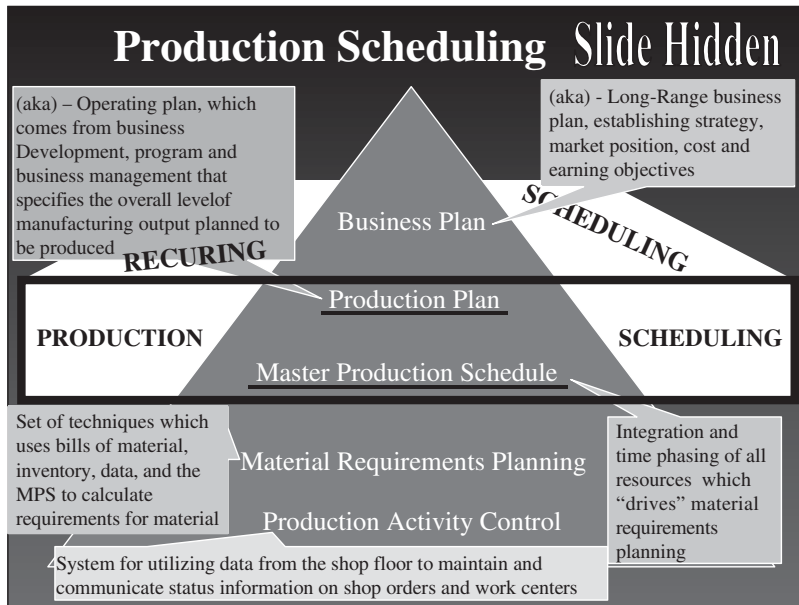 Production Scheduling Slide Hidden
(aka) – Operating plan, which
comes from business
Development, program and
business management that
specifies the overall levelof
manufacturing output planned to
be produced
(aka) - Long-Range business
plan, establishing strategy,
market position, cost and
earning objectives
RECURING
SCHEDULING
Business Plan
Production Plan
PRODUCTION
SCHEDULING
Master Production Schedule
Set of techniques which
uses bills of material,
inventory, data, and the
MPS to calculate
requirements for material
Integration and
time phasing of all
resources which
“drives” material
requirements
planning
Material Requirements Planning
Production Activity Control
System for utilizing data from the shop floor to maintain and
communicate status information on shop orders and work centers